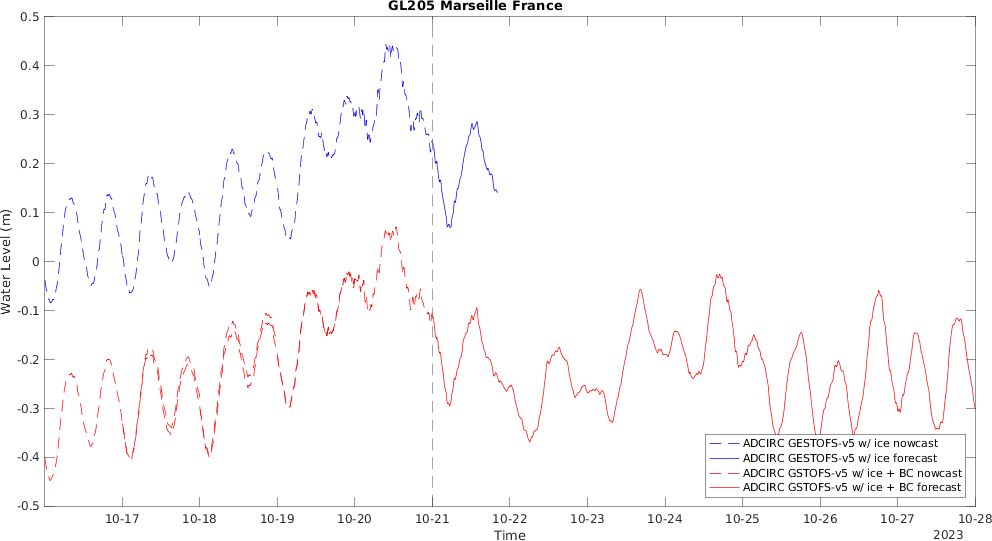 GL205 Marseille France
Water Level (m)
0.5
0.4
0.3
0.2
0.1
0
-0.1
-0.2
-0.3
-0.4
-0.5
ADCIRC GESTOFS-v5 w/ ice nowcast
ADCIRC GESTOFS-v5 w/ ice forecast
ADCIRC GSTOFS-v5 w/ ice + BC nowcast
ADCIRC GSTOFS-v5 w/ ice + BC forecast
10-17 10-18 10-19 10-20 10-21 10-22 10-23 10-24 10-25 10-26 10-27 10-28
Time
2023